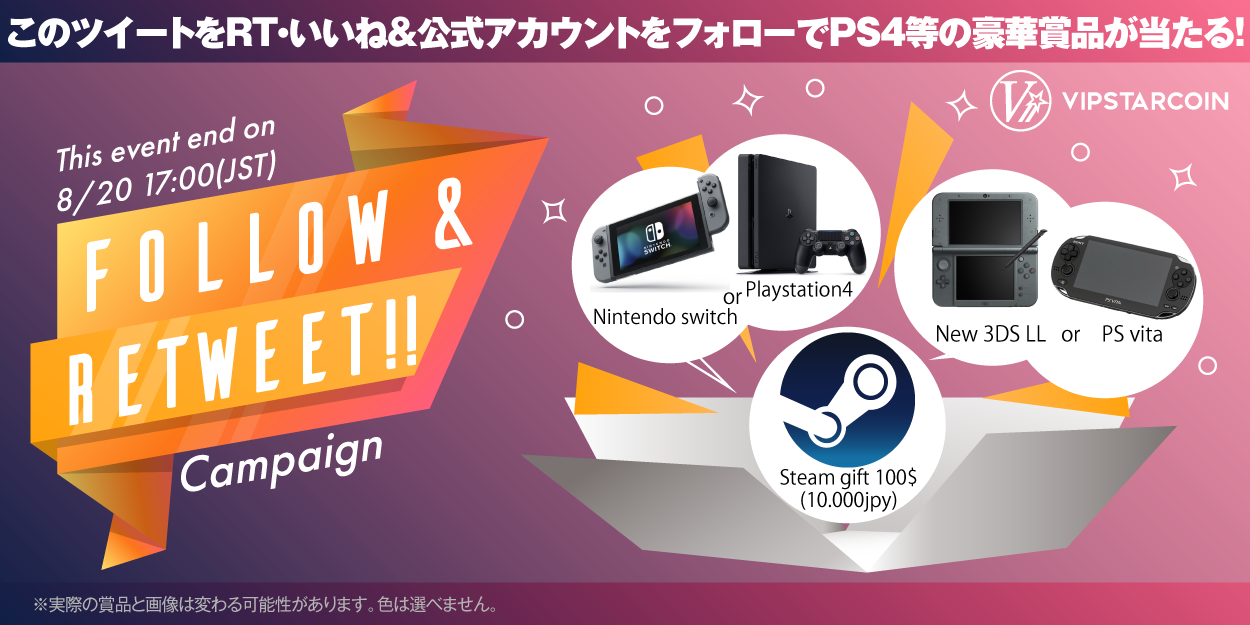 このツイートをRT・いいね&公式アカウントをフォローでPS4等の豪華賞品が当たる!
VIPSTARCOIN
This event end on
8/20 17:00(JST)
FOLLOW &
RETWEET!!
Campaign
NINTENDO
SWITCH
Nintendo switch
or
Playstation4
New 3DS LL or PS vita
SONY
PSVITA
Steam gift 100$
(10.000jpy)
※実際の賞品と画像は変わる可能性があります。色は選べません。